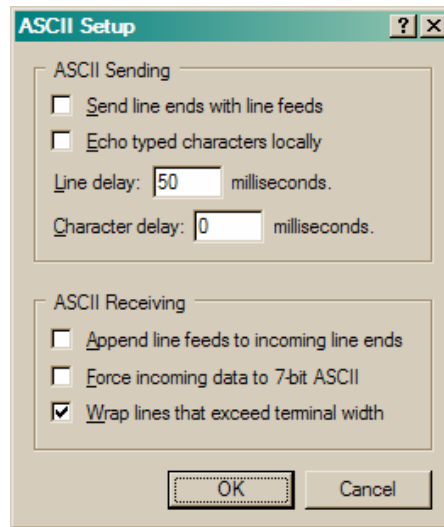 ASCII Setup
ASCII Sending
Send line ends with line feeds
Echo typed characters locally
Line delay: 50 milliseconds.
Character delay: 0 milliseconds.
ASCII Receiving
Append line feeds to incoming line ends
Force incoming data to 7-bit ASCII
Wrap lines that exceed terminal width
OK Cancel